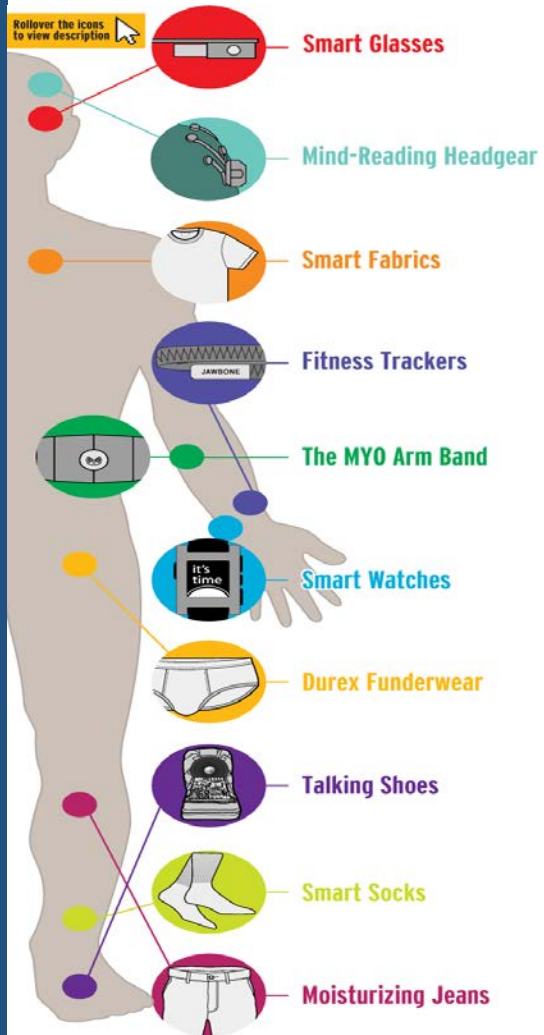 Rollover the icons
to view description
Smart Glasses
Mind-Reading Headgear
Smart Fabrics
Fitness Trackers
JAWBONE
The MYO Arm Band
it's
time
Smart Watches
Durex Funderwear
Talking Shoes
Smart Socks
Moisturizing Jeans